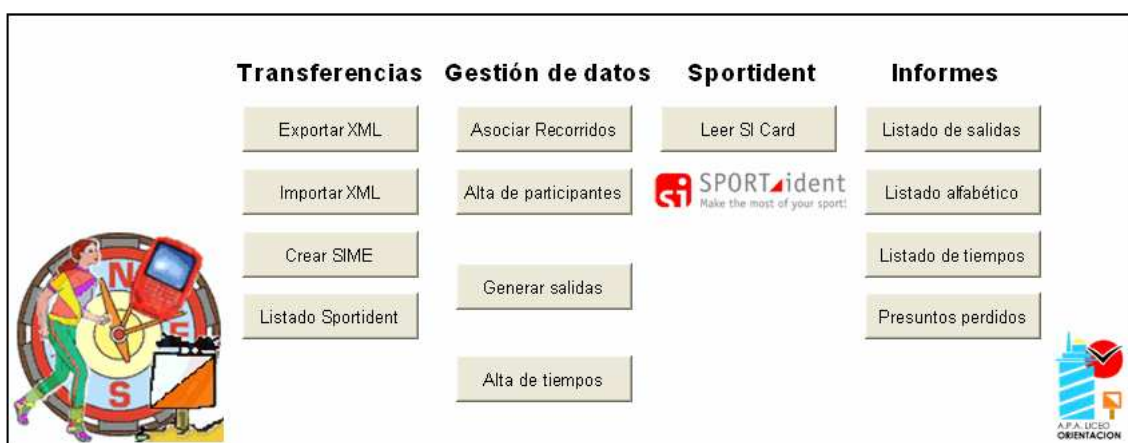 Transferencias Gestión de datos Sportident Informes
Exportar XML Asociar Recorridos Leer SI Card Listado de salidas
Importar XML Alta de participantes Listado alfabético
si SPORTident
Make the most of your sport!
Crear SIME Listado de tiempos
Generar salidas
Listado Sportident Presuntos perdidos
Alta de tiempos
N
E
S
A.P.A. LICEO
ORIENTACION